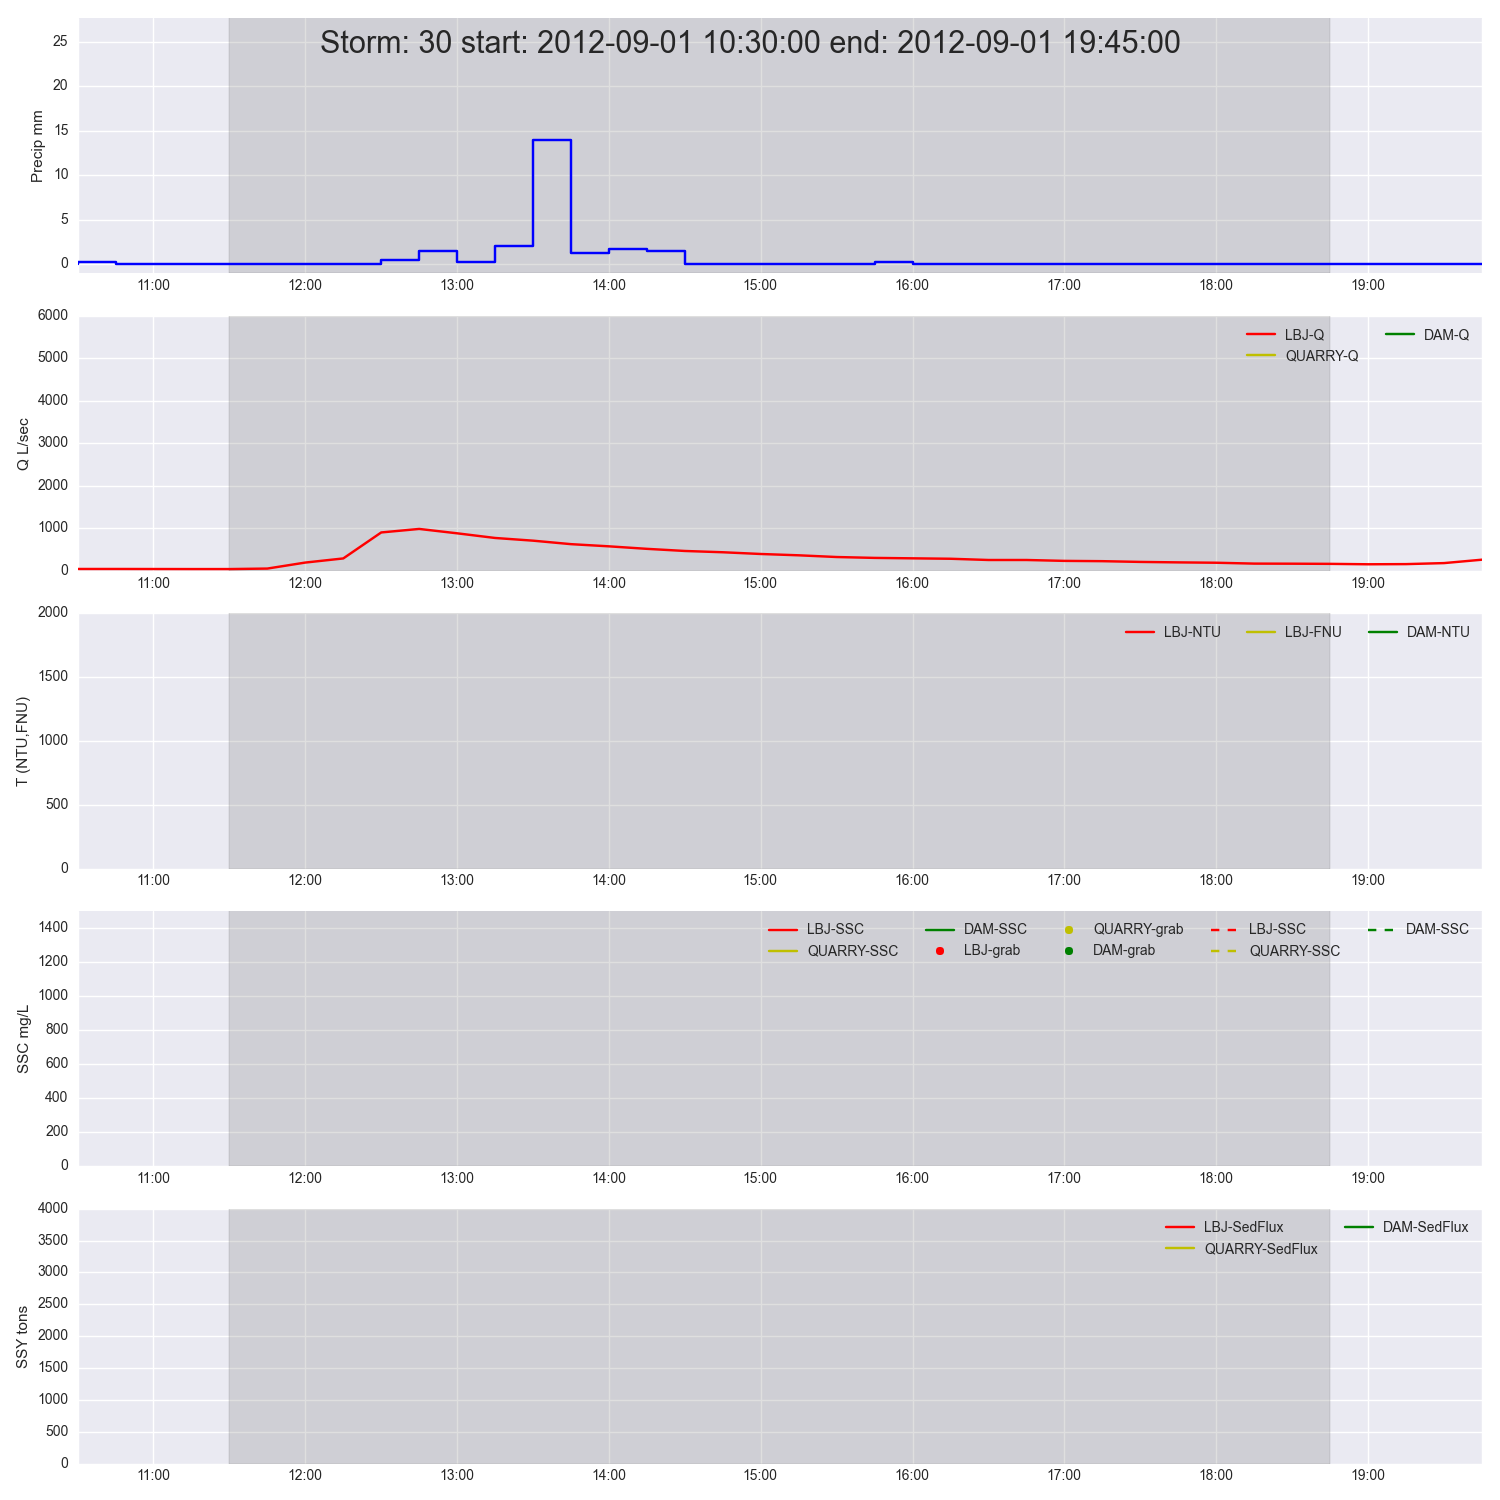 Storm: 30 start: 2012-09-01 10:30:00 end: 2012-09-01 19:45:00
Precip mm
25
20
15
10
5
0
11:00 12:00 13:00 14:00 15:00 16:00 17:00 18:00 19:00
Q L/sec
6000
5000
4000
3000
2000
1000
0
LBJ-Q DAM-Q
QUARRY-Q
11:00 12:00 13:00 14:00 15:00 16:00 17:00 18:00 19:00
T (NTU,FNU)
2000
1500
1000
500
0
LBJ-NTU LBJ-FNU DAM-NTU
11:00 12:00 13:00 14:00 15:00 16:00 17:00 18:00 19:00
SSC mg/L
1400
1200
1000
800
600
400
200
0
LBJ-SSC DAM-SSC QUARRY-grab LBJ-SSC DAM-SSC
QUARRY-SSC LBJ-grab DAM-grab QUARRY-SSC
11:00 12:00 13:00 14:00 15:00 16:00 17:00 18:00 19:00
SSY tons
4000
3500
3000
2500
2000
1500
1000
500
0
LBJ-SedFlux DAM-SedFlux
QUARRY-SedFlux
11:00 12:00 13:00 14:00 15:00 16:00 17:00 18:00 19:00